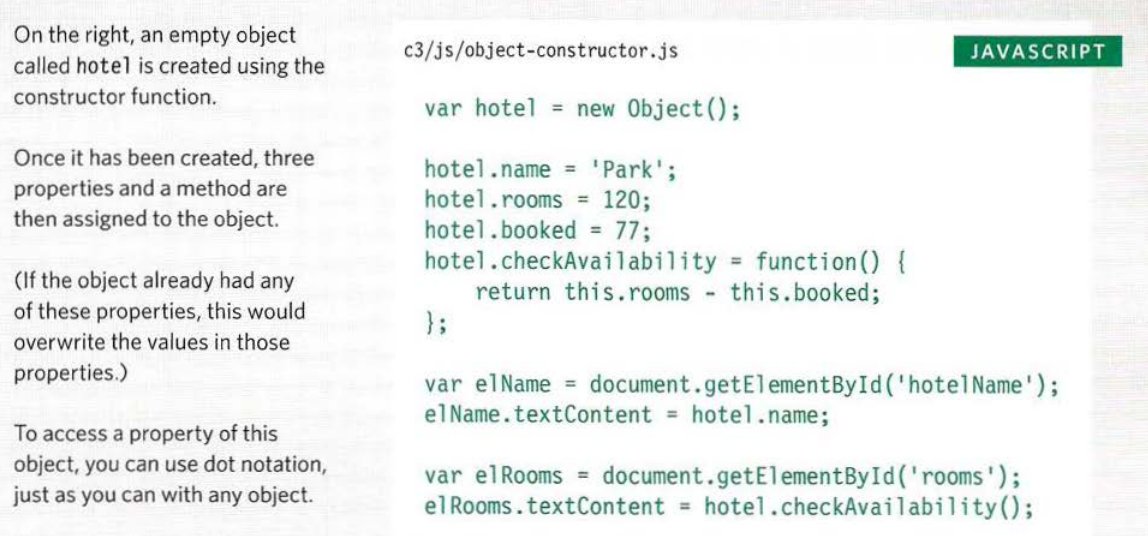 On the right, an empty object
called hotel is created using the
constructor function.
Once it has been created, three
properties and a method are
then assigned to the object.
(If the object already had any
of these properties, this would
overwrite the values in those
properties.)
To access a property of this
object, you can use dot notation,
just as you can with any object.
c3/js/object-constructor.js
JAVASCRIPT
var hotel = new Object();
hotel.name = 'Park';
hotel.rooms = 120;
hotel.booked = 77;
hotel.checkAvailability = function() {
    return this.rooms - this.booked;
};
var elName = document.getElementById('hotelName');
elName.textContent = hotel.name;
var elRooms = document.getElementById('rooms');
elRooms.textContent = hotel.checkAvailability();